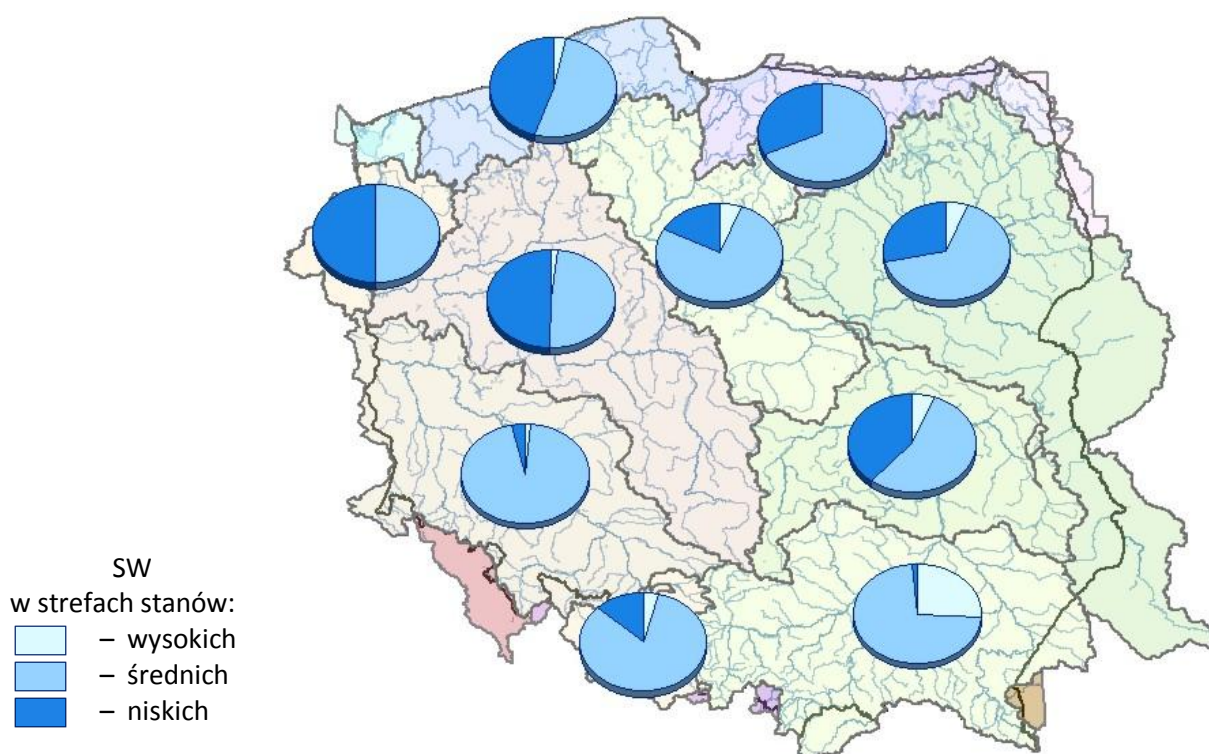 SW
w strefach stanów:
– wysokich
– średnich
– niskich